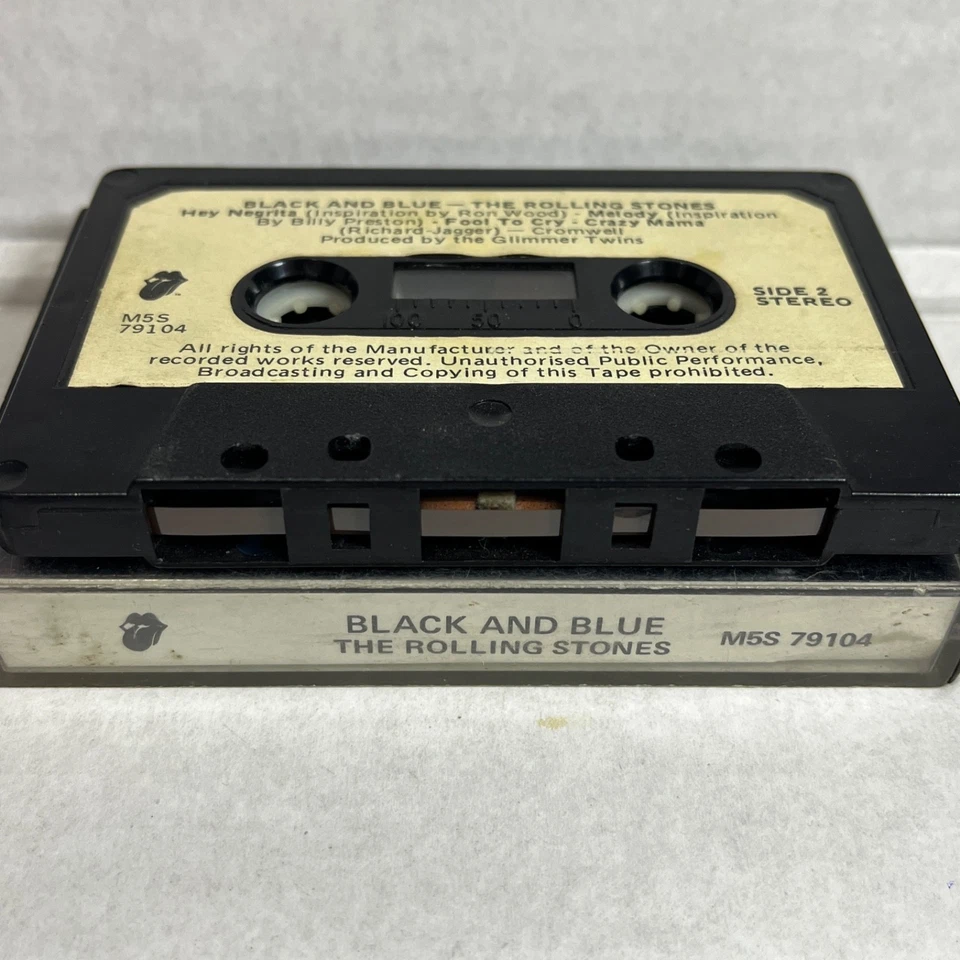 BLACK AND BLUE — THE ROLLING STONES
Hey Negrita (Inspiration by Ron Wood) - Melody (Inspiration
By Billy Preston) - Fool To Cry - Crazy Mama
(Richard-Jagger) — Cromwell
Produced by the Glimmer Twins
M5S
79104
SIDE 2
STEREO
100 50 0
All rights of the Manufacturer and of the Owner of the
recorded works reserved. Unauthorised Public Performance,
Broadcasting and Copying of this Tape prohibited.
BLACK AND BLUE
THE ROLLING STONES
M5S 79104